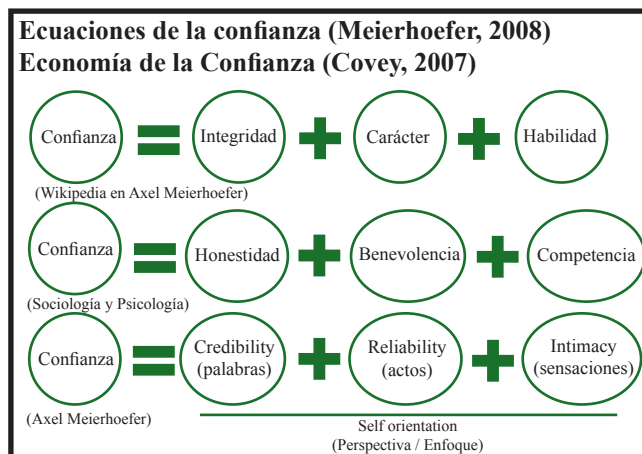 Ecuaciones de la confianza (Meierhoefer, 2008)
Economía de la Confianza (Covey, 2007)
Confianza = Integridad + Carácter + Habilidad
(Wikipedia en Axel Meierhoefer)
Confianza = Honestidad + Benevolencia + Competencia
(Sociología y Psicología)
Confianza = Credibility (palabras) + Reliability (actos) + Intimacy (sensaciones)
(Axel Meierhoefer)
Self orientation
(Perspectiva / Enfoque)